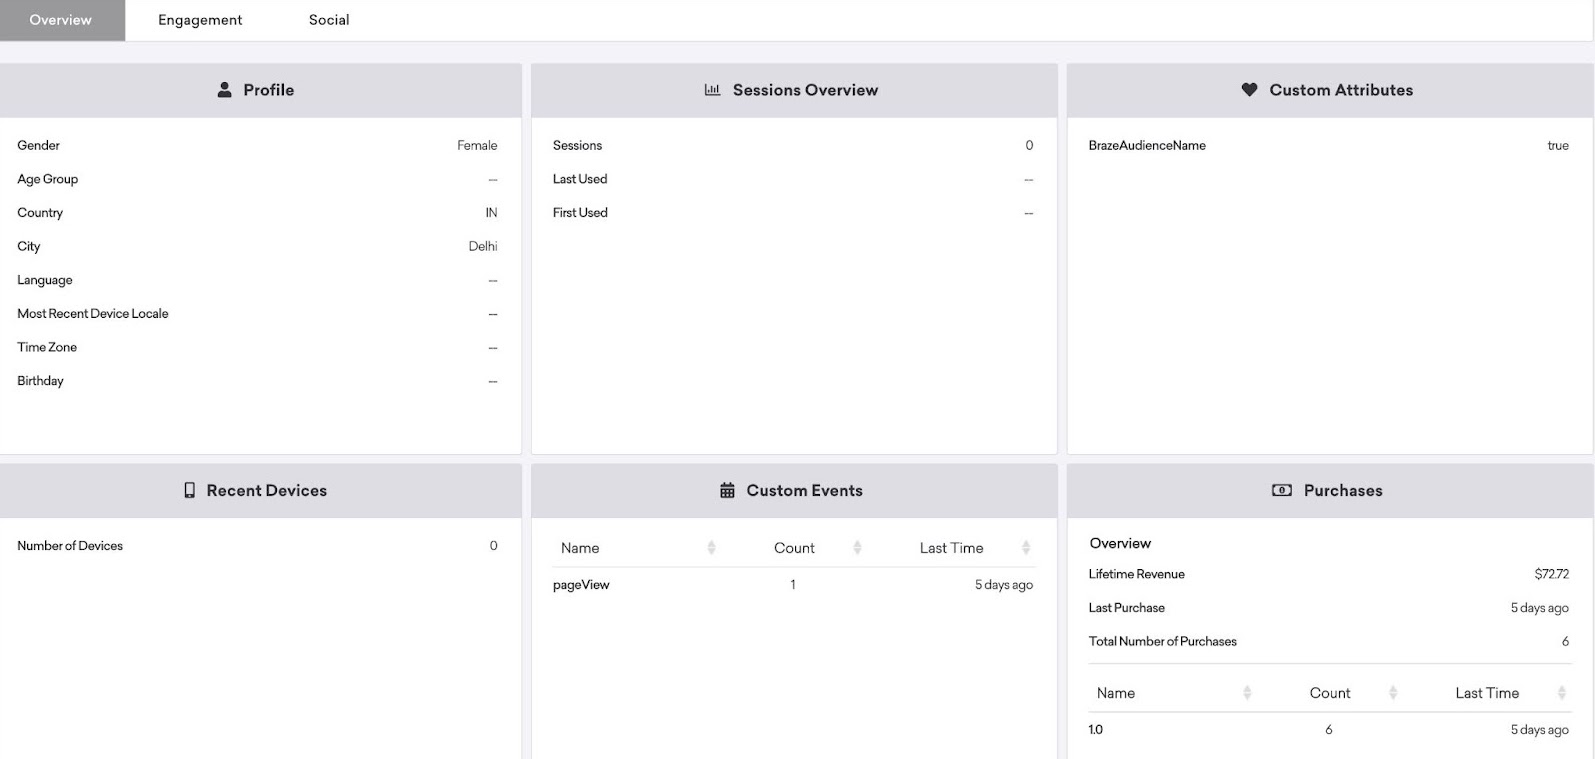 Overview Engagement Social
Profile
Gender Female
Age Group --
Country IN
City Delhi
Language --
Most Recent Device Locale --
Time Zone --
Birthday --
Sessions Overview
Sessions 0
Last Used --
First Used --
Custom Attributes
BrazeAudienceName true
Recent Devices
Number of Devices 0
Custom Events
Name Count Last Time
pageView 1 5 days ago
Purchases
Overview
Lifetime Revenue $72.72
Last Purchase 5 days ago
Total Number of Purchases 6
Name Count Last Time
1.0 6 5 days ago